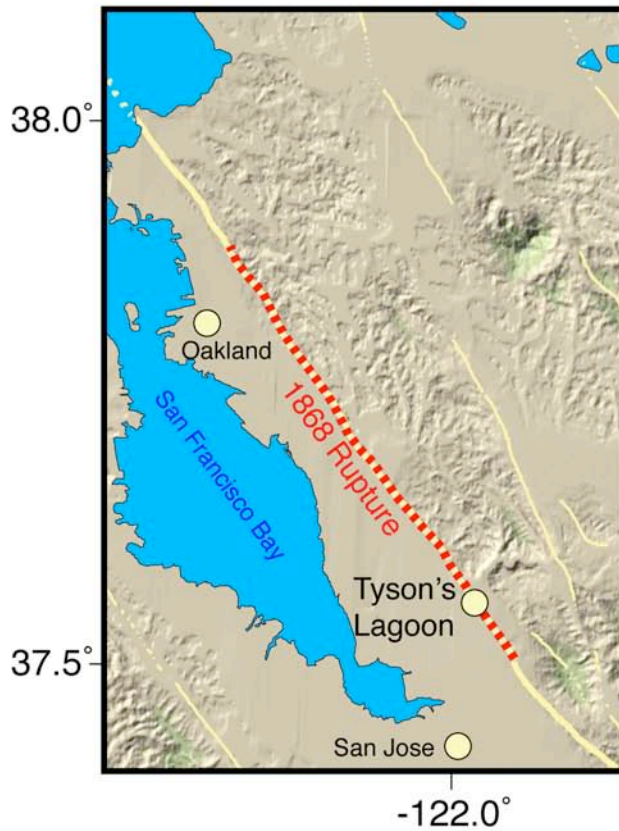 38.0°
Oakland
San Francisco Bay
1868 Rupture
Tyson's
Lagoon
37.5°
San Jose
-122.0°